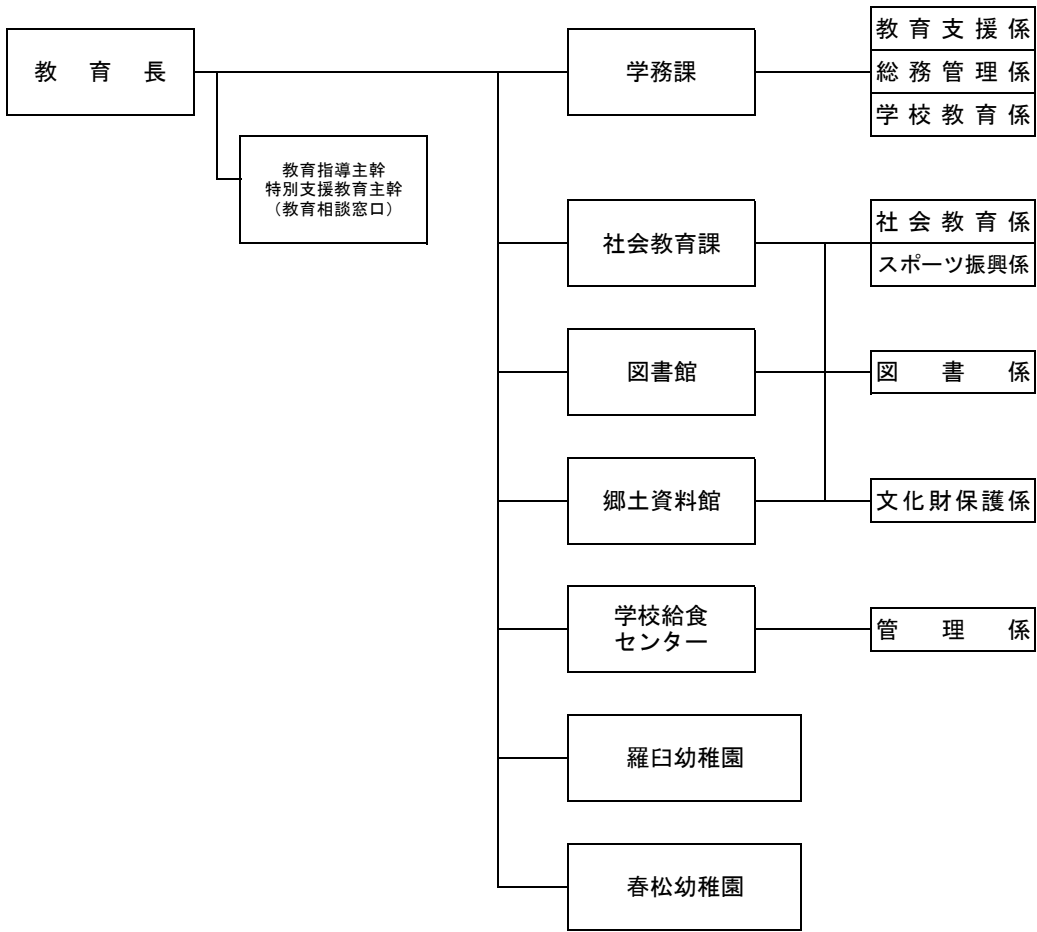 教育長
教育指導主幹
特別支援教育主幹
（教育相談窓口）
学務課
教育支援係
総務管理係
学校教育係
社会教育課
社会教育係
スポーツ振興係
図書館
図書係
郷土資料館
文化財保護係
学校給食
センター
管理係
羅臼幼稚園
春松幼稚園